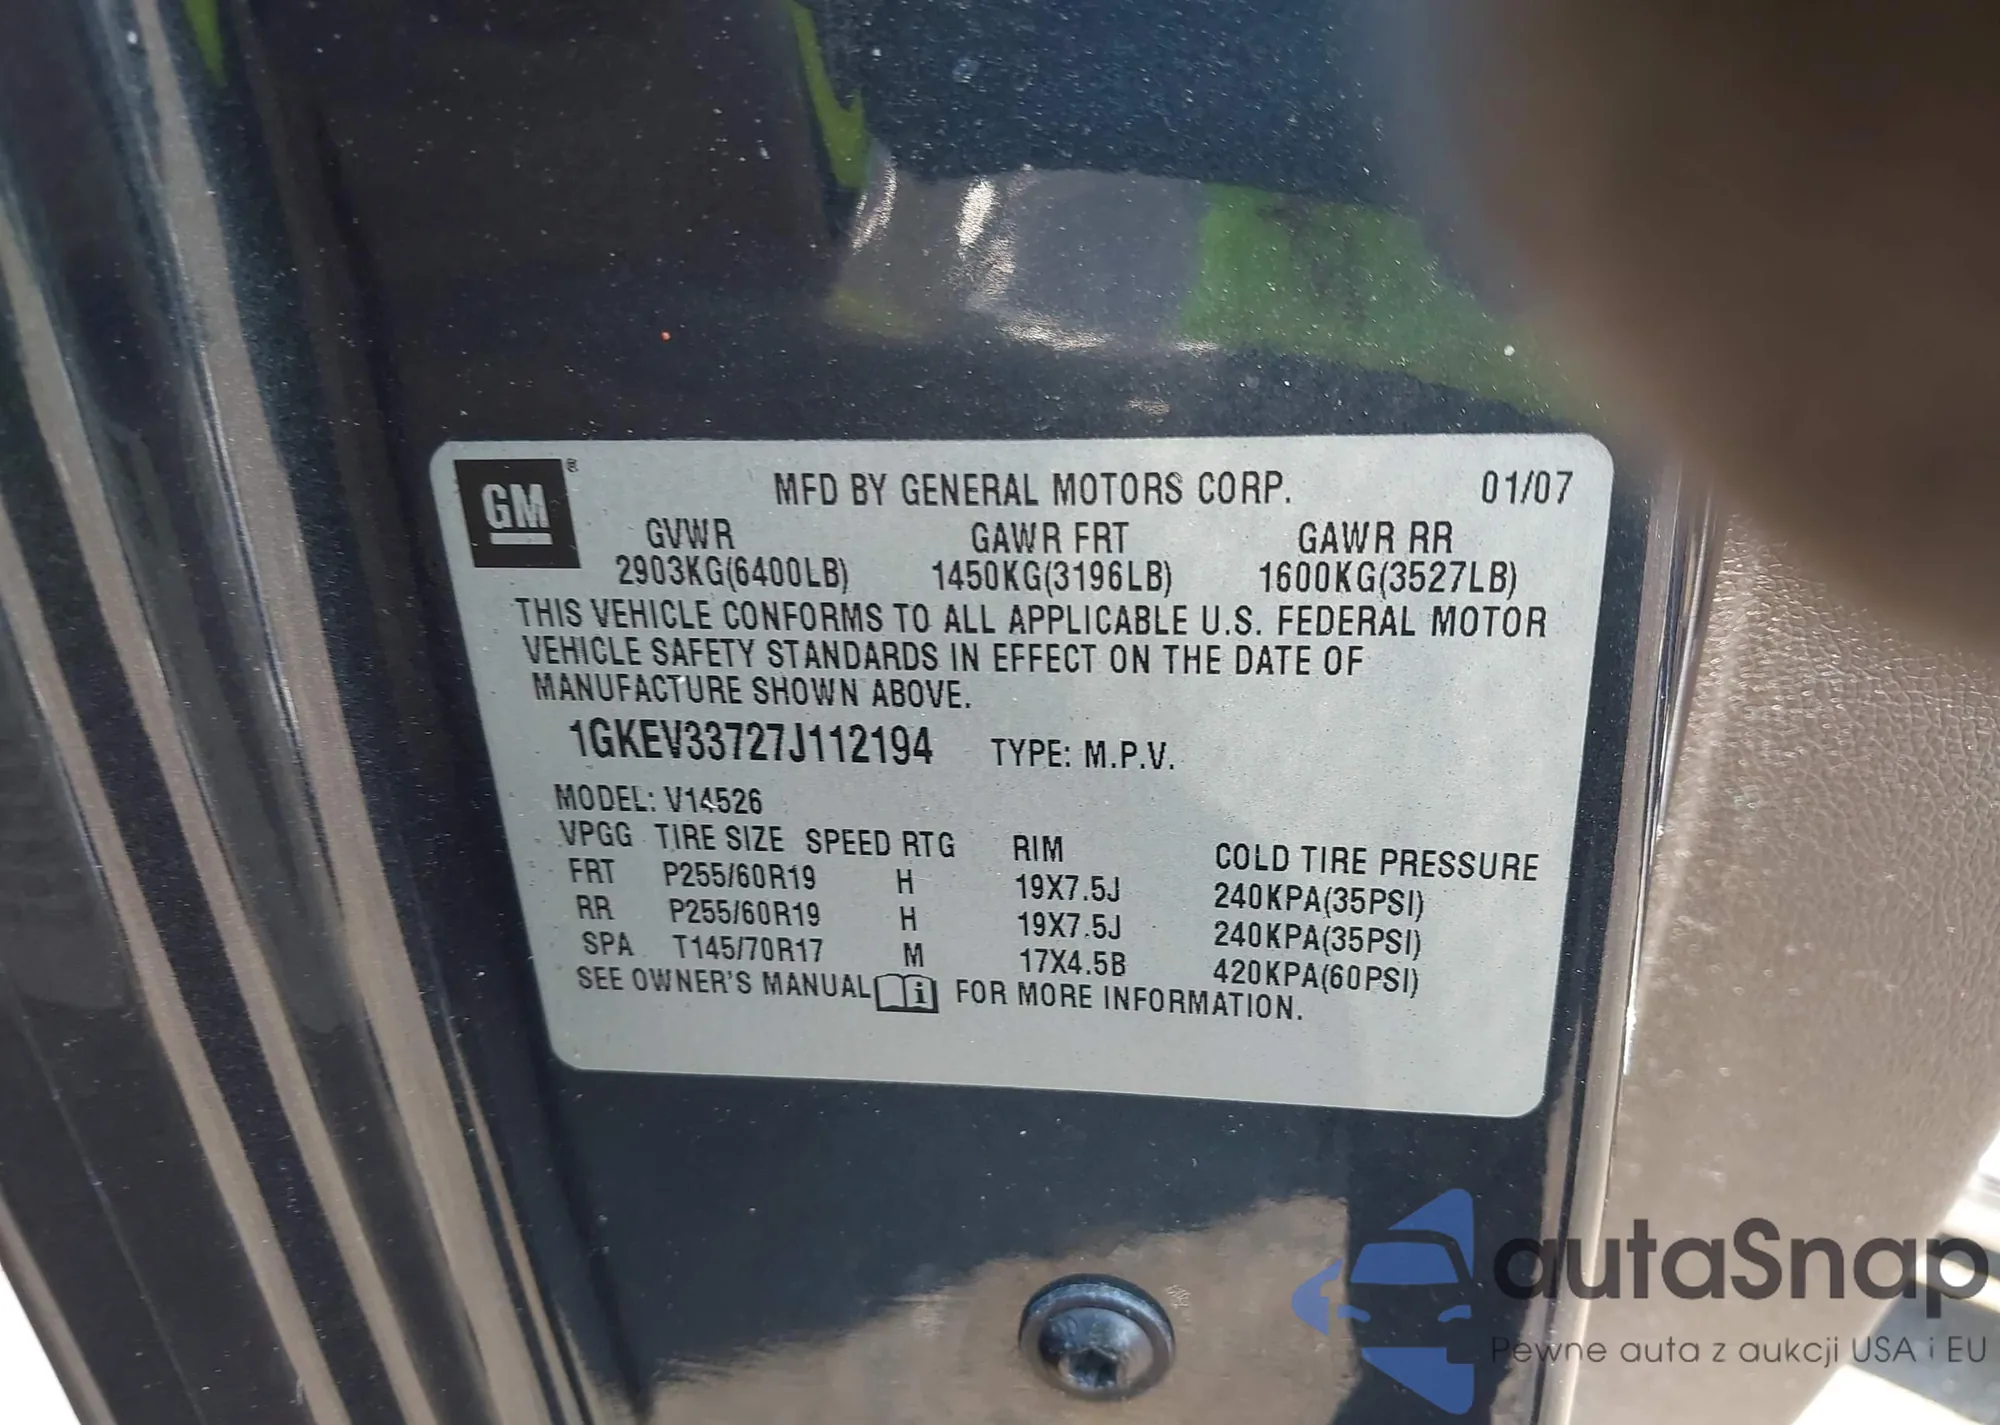 GM ®
MFD BY GENERAL MOTORS CORP. 01/07
GVWR GAWR FRT GAWR RR
2903KG(6400LB) 1450KG(3196LB) 1600KG(3527LB)
THIS VEHICLE CONFORMS TO ALL APPLICABLE U.S. FEDERAL MOTOR
VEHICLE SAFETY STANDARDS IN EFFECT ON THE DATE OF
MANUFACTURE SHOWN ABOVE.
1GKEV33727J112194 TYPE: M.P.V.
MODEL: V14526
VPGG TIRE SIZE SPEED RTG RIM COLD TIRE PRESSURE
FRT P255/60R19 H 19X7.5J 240KPA(35PSI)
RR P255/60R19 H 19X7.5J 240KPA(35PSI)
SPA T145/70R17 M 17X4.5B 420KPA(60PSI)
SEE OWNER'S MANUAL i FOR MORE INFORMATION.
autaSnap
Pewne auta z aukcji USA i EU